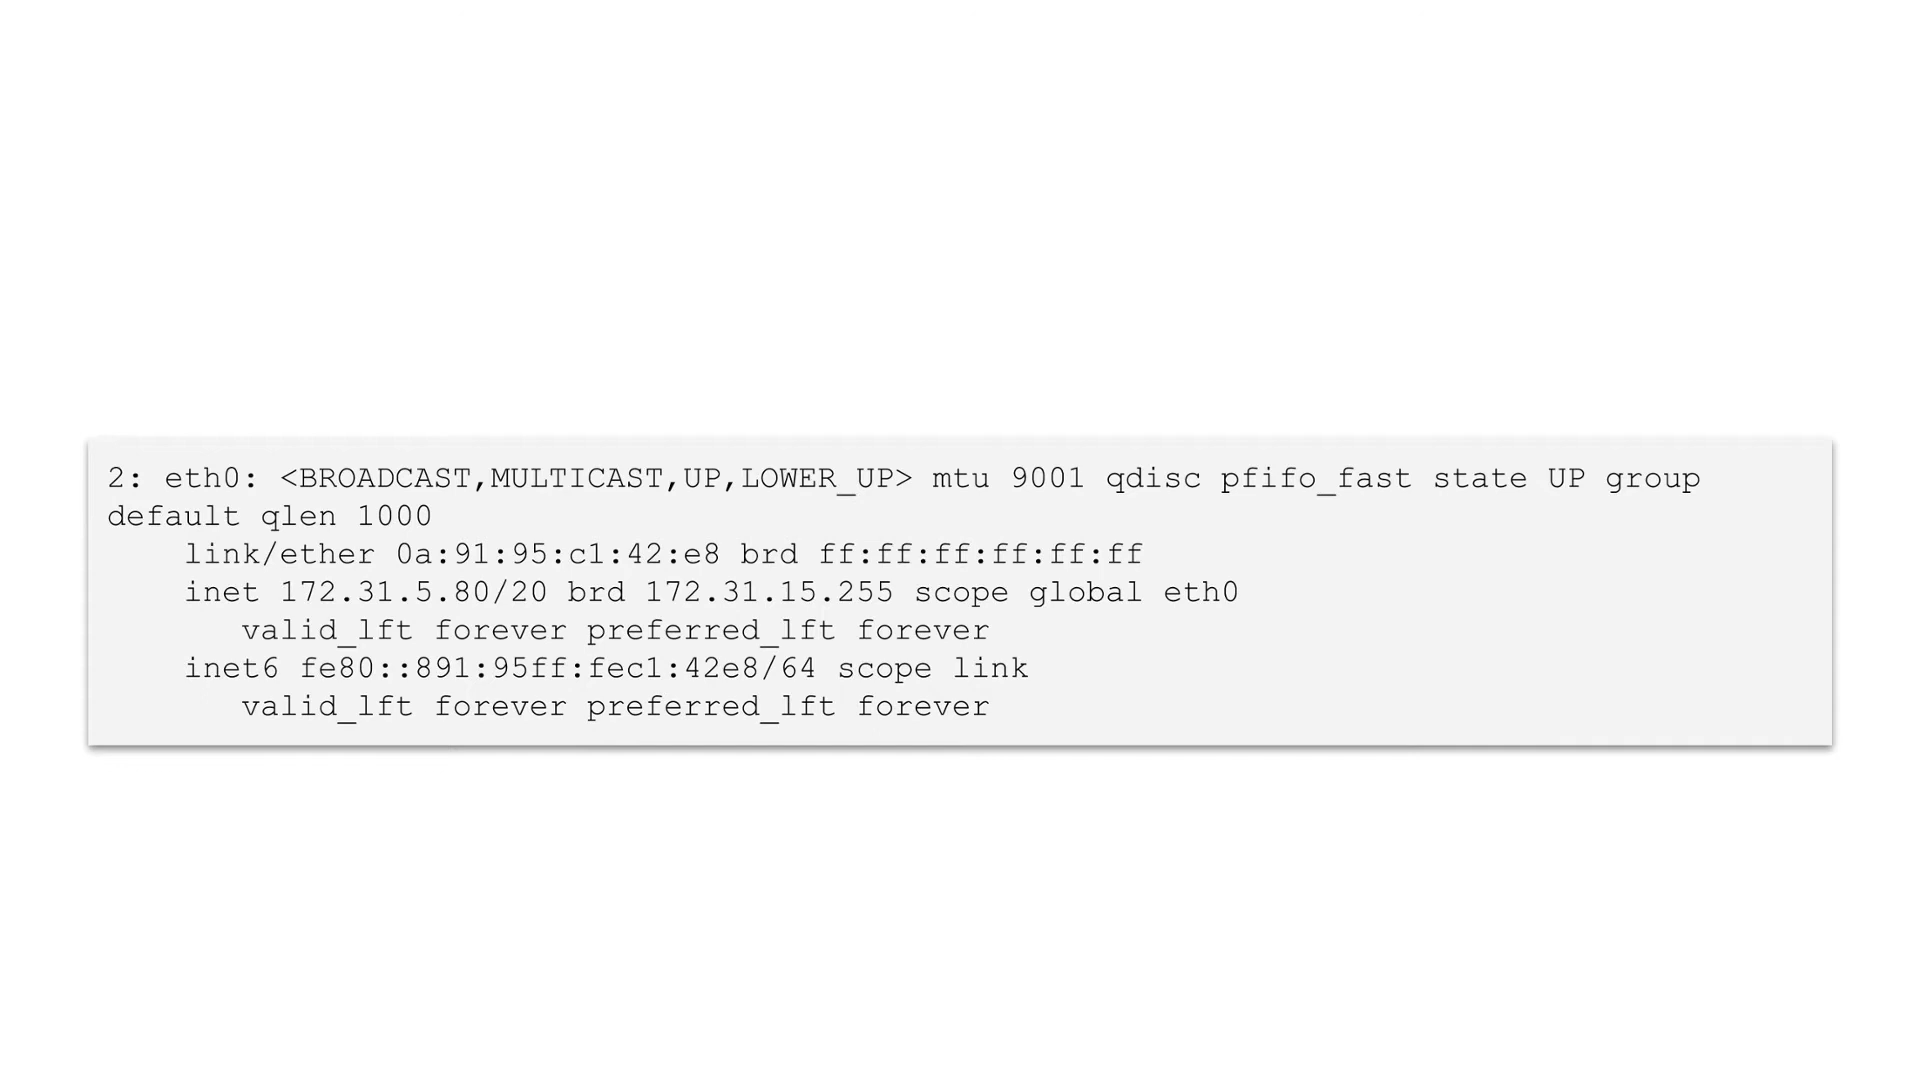 2: eth0: <BROADCAST,MULTICAST,UP,LOWER_UP> mtu 9001 qdisc pfifo_fast state UP group
default qlen 1000
link/ether 0a:91:95:c1:42:e8 brd ff:ff:ff:ff:ff:ff
inet 172.31.5.80/20 brd 172.31.15.255 scope global eth0
valid_lft forever preferred_lft forever
inet6 fe80::891:95ff:fec1:42e8/64 scope link
valid_lft forever preferred_lft forever